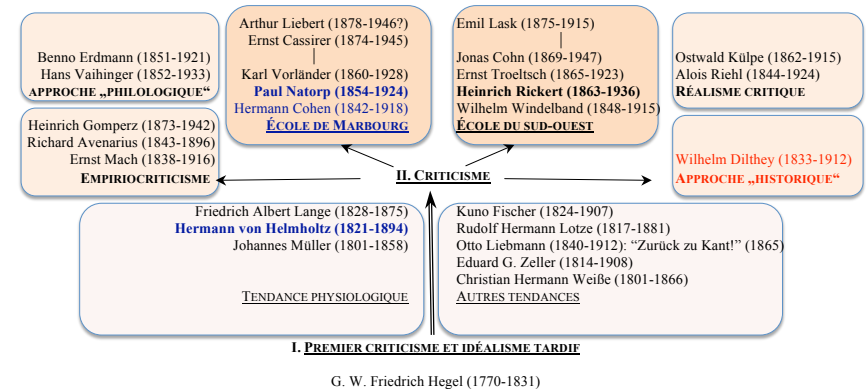 Benno Erdmann (1851-1921)
Hans Vaihinger (1852-1933)
APPROCHE „PHILOLOGIQUE“
Arthur Liebert (1878-1946?)
Ernst Cassirer (1874-1945)
Karl Vorländer (1860-1928)
Paul Natorp (1854-1924)
Hermann Cohen (1842-1918)
ÉCOLE DE MARBOURG
Emil Lask (1875-1915)
Jonas Cohn (1869-1947)
Ernst Troeltsch (1865-1923)
Heinrich Rickert (1863-1936)
Wilhelm Windelband (1848-1915)
ÉCOLE DU SUD-OUEST
Ostwald Külpe (1862-1915)
Alois Riehl (1844-1924)
RÉALISME CRITIQUE
Heinrich Gomperz (1873-1942)
Richard Avenarius (1843-1896)
Ernst Mach (1838-1916)
EMPIRIOCRITICISME
II. CRITICISME
Wilhelm Dilthey (1833-1912)
APPROCHE „HISTORIQUE“
Friedrich Albert Lange (1828-1875)
Hermann von Helmholtz (1821-1894)
Johannes Müller (1801-1858)
TENDANCE PHYSIOLOGIQUE
Kuno Fischer (1824-1907)
Rudolf Hermann Lotze (1817-1881)
Otto Liebmann (1840-1912): “Zurück zu Kant!” (1865)
Eduard G. Zeller (1814-1908)
Christian Hermann Weiße (1801-1866)
AUTRES TENDANCES
I. PREMIER CRITICISME ET IDÉALISME TARDIF
G. W. Friedrich Hegel (1770-1831)